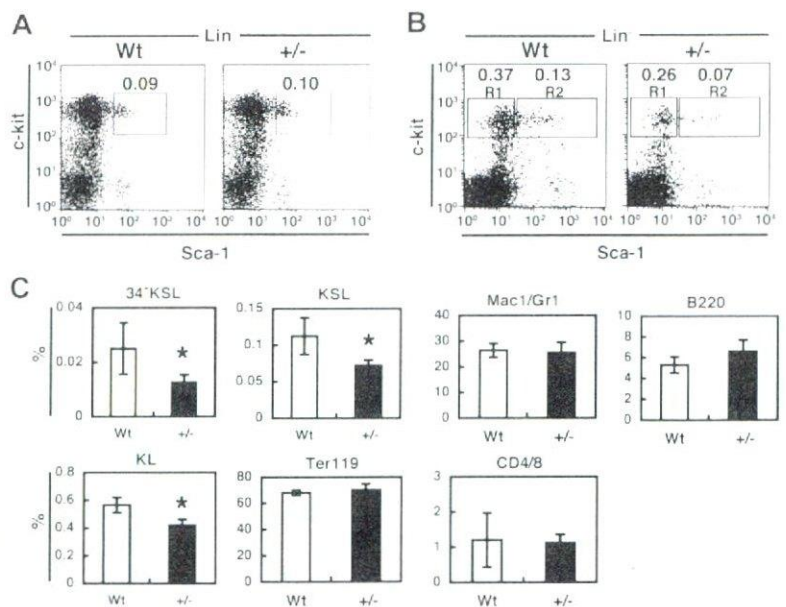 A
Lin
Wt +/-
0.09 0.10
c-kit
10⁴
10³
10²
10¹
10⁰
10⁰ 10¹ 10² 10³ 10⁴
10⁰ 10¹ 10² 10³ 10⁴
Sca-1
B
Lin
Wt +/-
0.37 0.13 0.26 0.07
R1 R2 R1 R2
c-kit
10⁴
10³
10²
10¹
10⁰
10⁰ 10¹ 10² 10³ 10⁴
10⁰ 10¹ 10² 10³ 10⁴
Sca-1
C
34⁻KSL
%
0.04
0.02
0
*
Wt +/-
KSL
0.15
0.1
0.05
0
*
Wt +/-
Mac1/Gr1
40
30
20
10
0
Wt +/-
B220
10
8
6
4
2
0
Wt +/-
KL
%
0.8
0.6
0.4
0.2
0
*
Wt +/-
Ter119
80
60
40
20
0
Wt +/-
CD4/8
3
2
1
0
Wt +/-